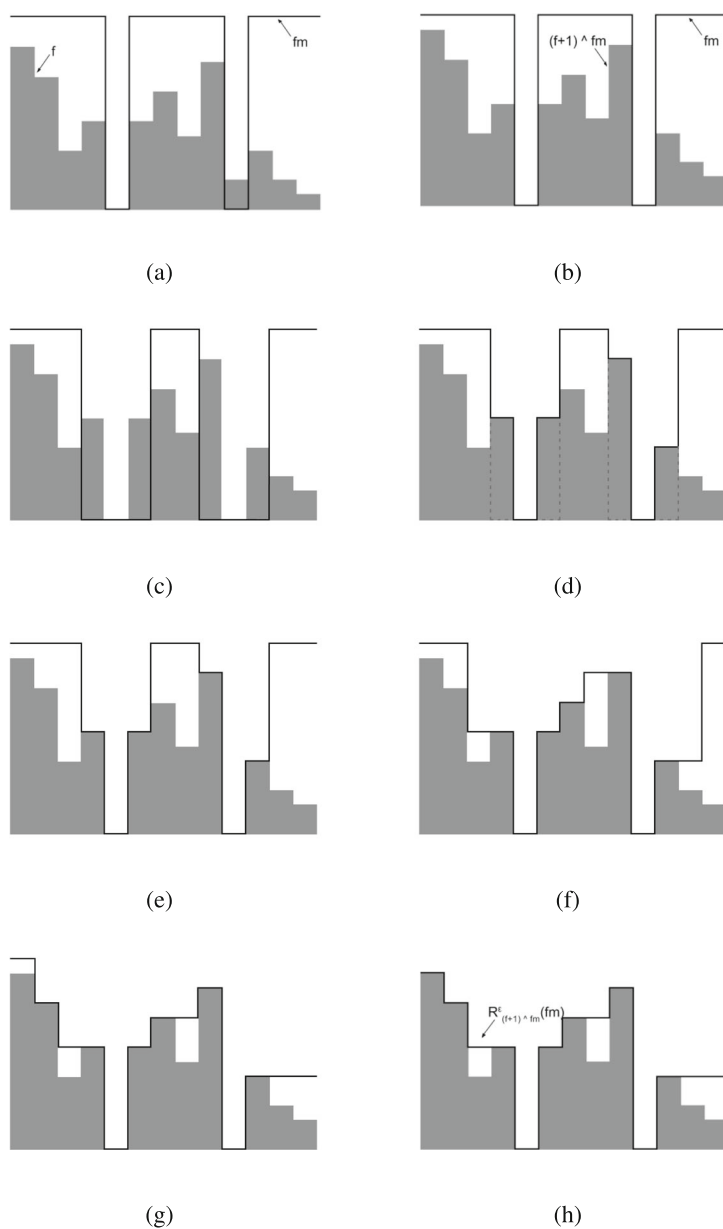 f
fm
(f+1) ^ fm
fm
(a)
(b)
(c)
(d)
(e)
(f)
R^ε_(f+1) ^ fm(fm)
(g)
(h)